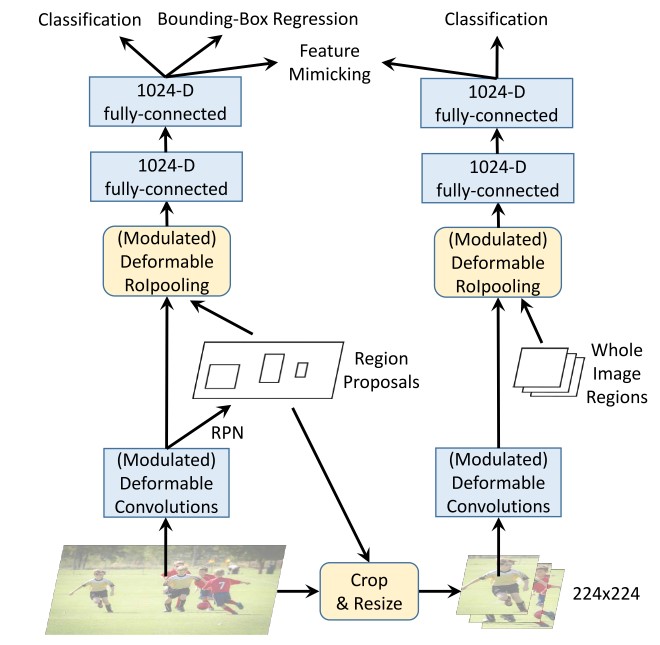 Classification
Bounding-Box Regression
Classification
Feature
Mimicking
1024-D
fully-connected
1024-D
fully-connected
1024-D
fully-connected
1024-D
fully-connected
(Modulated)
Deformable
RoIpooling
(Modulated)
Deformable
RoIpooling
Region
Proposals
Whole
Image
Regions
RPN
(Modulated)
Deformable
Convolutions
(Modulated)
Deformable
Convolutions
Crop
& Resize
224x224